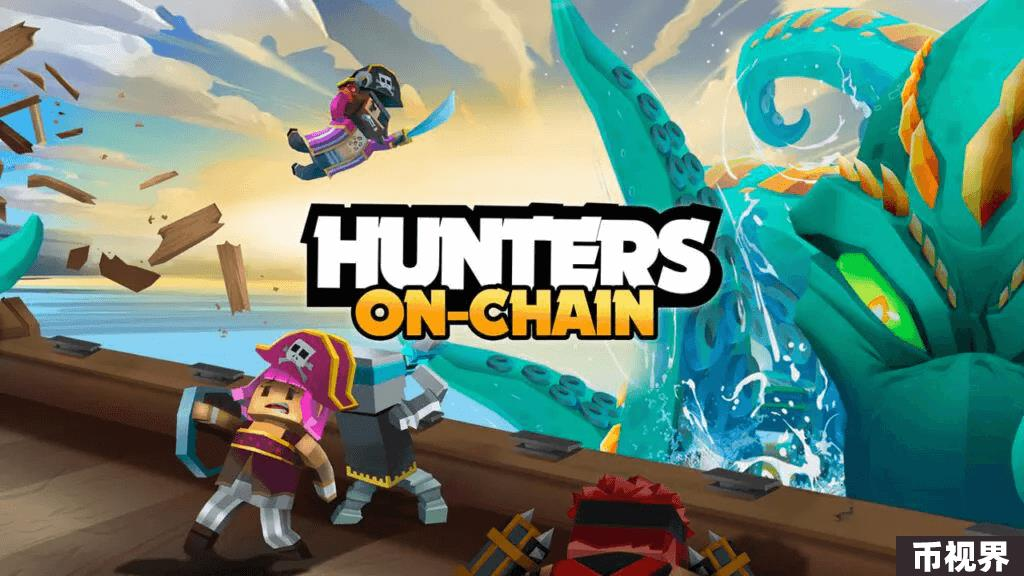 HUNTERS
ON-CHAIN
币视界